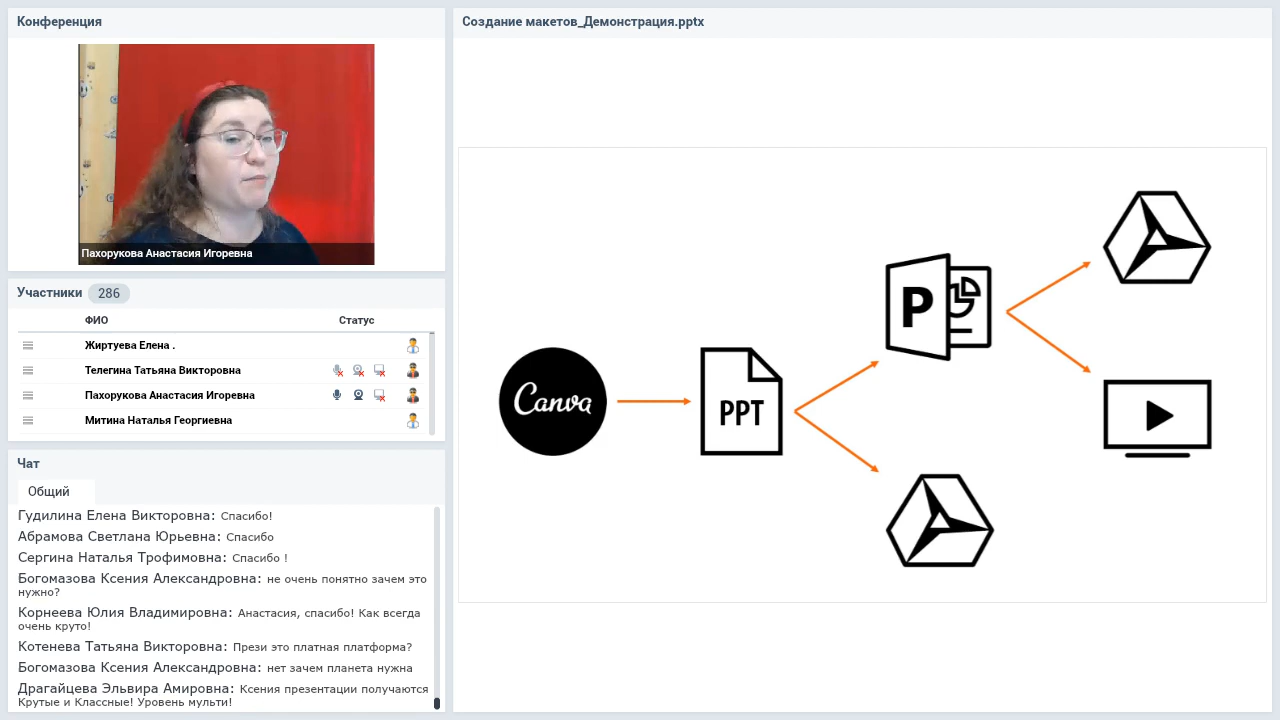 Конференция
Пахорукова Анастасия Игоревна
Участники 286
ФИО Статус
Жиртуева Елена .
Телегина Татьяна Викторовна
Пахорукова Анастасия Игоревна
Митина Наталья Георгиевна
Чат
Общий
Гудилина Елена Викторовна: Спасибо!
Абрамова Светлана Юрьевна: Спасибо
Сергина Наталья Трофимовна: Спасибо !
Богомазова Ксения Александровна: не очень понятно зачем это
нужно?
Корнеева Юлия Владимировна: Анастасия, спасибо! Как всегда
очень круто!
Котенева Татьяна Викторовна: Прези это платная платформа?
Богомазова Ксения Александровна: нет зачем планета нужна
Драгайцева Эльвира Амировна: Ксения презентации получаются
Крутые и Классные! Уровень мульти!
Создание макетов_Демонстрация.pptx
Canva
PPT
P